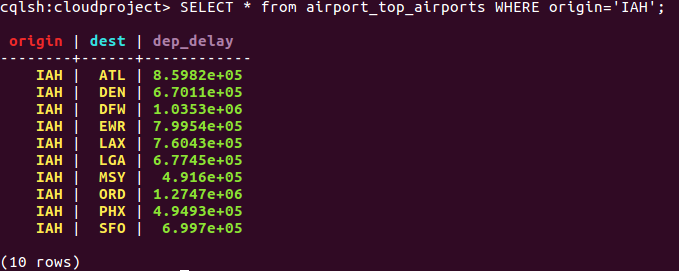 cqlsh:cloudproject> SELECT * from airport_top_airports WHERE origin='IAH';
origin | dest | dep_delay
--------+------+------------
IAH | ATL | 8.5982e+05
IAH | DEN | 6.7011e+05
IAH | DFW | 1.0353e+06
IAH | EWR | 7.9954e+05
IAH | LAX | 7.6043e+05
IAH | LGA | 6.7745e+05
IAH | MSY | 4.916e+05
IAH | ORD | 1.2747e+06
IAH | PHX | 4.9493e+05
IAH | SFO | 6.997e+05
(10 rows)